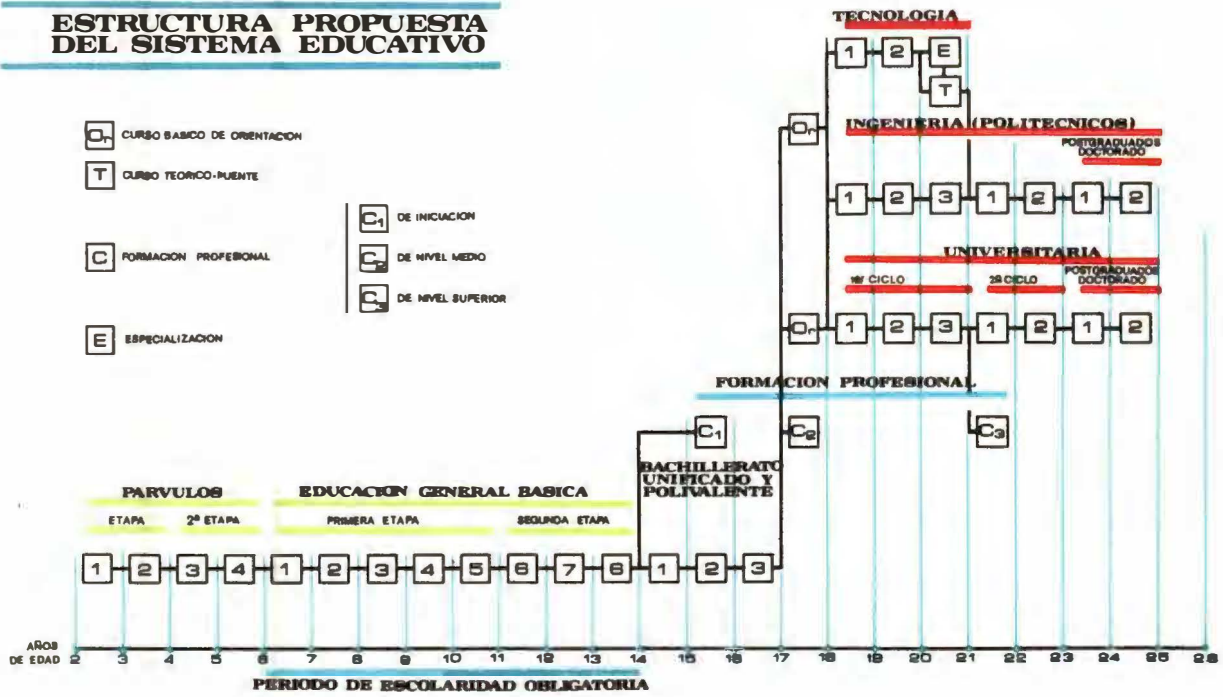 ESTRUCTURA PROPUESTA
DEL SISTEMA EDUCATIVO
Or CURSO BASICO DE ORIENTACION
T CURSO TEORICO-PUENTE
C FORMACION PROFESIONAL
C1 DE INICIACION
C2 DE NIVEL MEDIO
C3 DE NIVEL SUPERIOR
E ESPECIALIZACION
TECNOLOGIA
1 2 E
T
Or
INGENIERIA (POLITECNICOS)
POSTGRADUADOS
DOCTORADO
1 2 3 1 2 1 2
UNIVERSITARIA
1er CICLO 2º CICLO POSTGRADUADOS
DOCTORADO
Or 1 2 3 1 2 1 2
FORMACION PROFESIONAL
C1 C2 C3
BACHILLERATO
UNIFICADO Y
POLIVALENTE
PARVULOS EDUCACION GENERAL BASICA
ETAPA 2ª ETAPA PRIMERA ETAPA SEGUNDA ETAPA
1 2 3 4 1 2 3 4 5 6 7 8 1 2 3
AÑOS
DE EDAD 2 3 4 5 6 7 8 9 10 11 12 13 14 15 16 17 18 19 20 21 22 23 24 25 26
PERIODO DE ESCOLARIDAD OBLIGATORIA